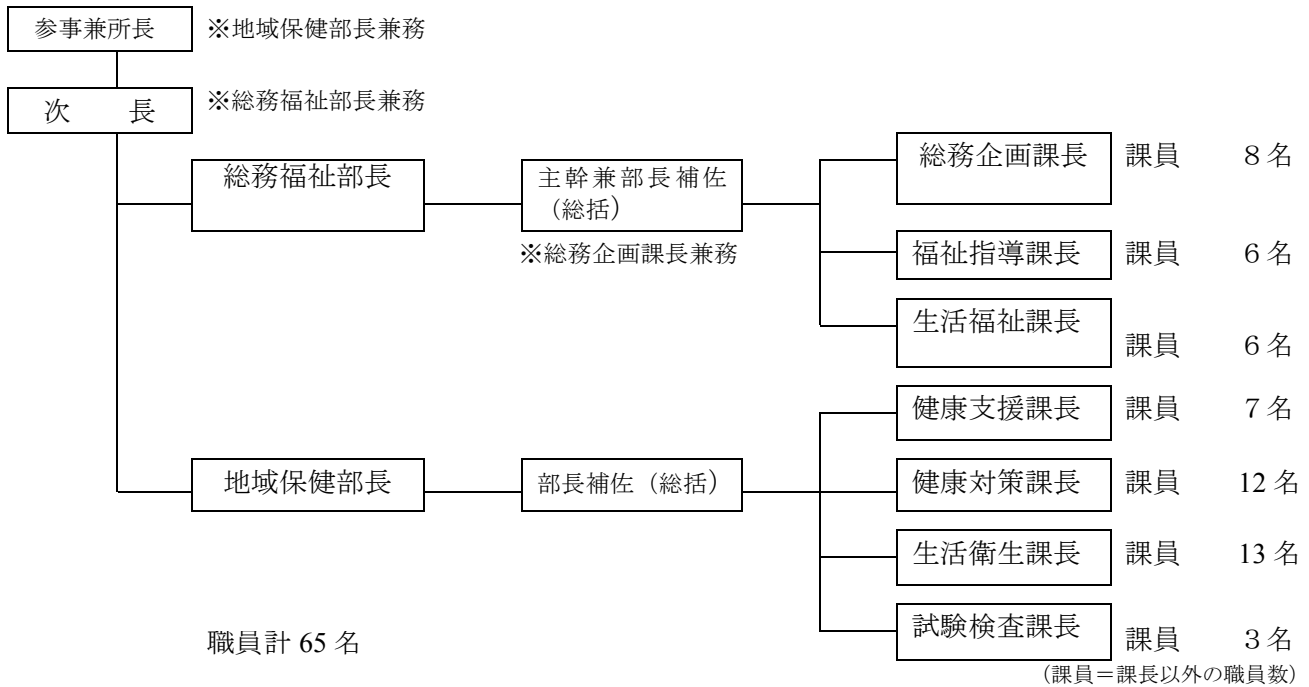 参事兼所長 ※地域保健部長兼務
次　　長 ※総務福祉部長兼務
総務福祉部長
主幹兼部長補佐
（総括）
※総務企画課長兼務
総務企画課長 課員 ８名
福祉指導課長 課員 ６名
生活福祉課長 課員 ６名
地域保健部長
部長補佐（総括）
健康支援課長 課員 ７名
健康対策課長 課員 12名
生活衛生課長 課員 13名
試験検査課長 課員 ３名
職員計 65 名
（課員＝課長以外の職員数）